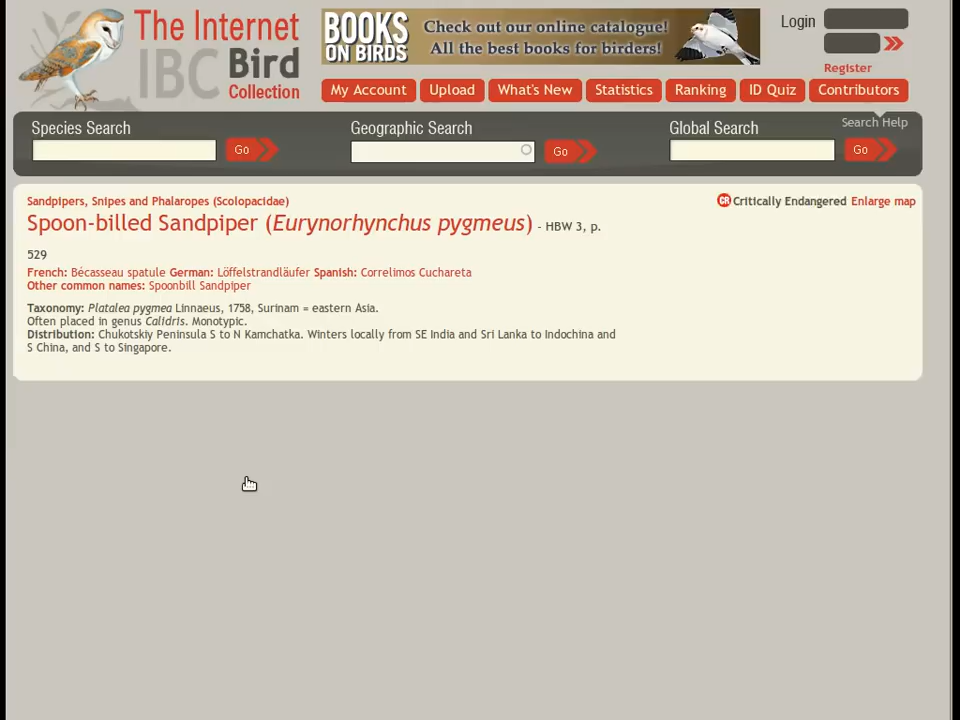 The Internet
IBC Bird
Collection
BOOKS
ON BIRDS
Check out our online catalogue!
All the best books for birders!
Login
Register
My Account Upload What's New Statistics Ranking ID Quiz Contributors
Search Help
Species Search Geographic Search Global Search
Go Go Go
Sandpipers, Snipes and Phalaropes (Scolopacidae)
CR Critically Endangered Enlarge map
Spoon-billed Sandpiper (Eurynorhynchus pygmeus) - HBW 3, p.
529
French: Bécasseau spatule German: Löffelstrandläufer Spanish: Correlimos Cuchareta
Other common names: Spoonbill Sandpiper
Taxonomy: Platalea pygmea Linnaeus, 1758, Surinam = eastern Asia.
Often placed in genus Calidris. Monotypic.
Distribution: Chukotskiy Peninsula S to N Kamchatka. Winters locally from SE India and Sri Lanka to Indochina and
S China, and S to Singapore.